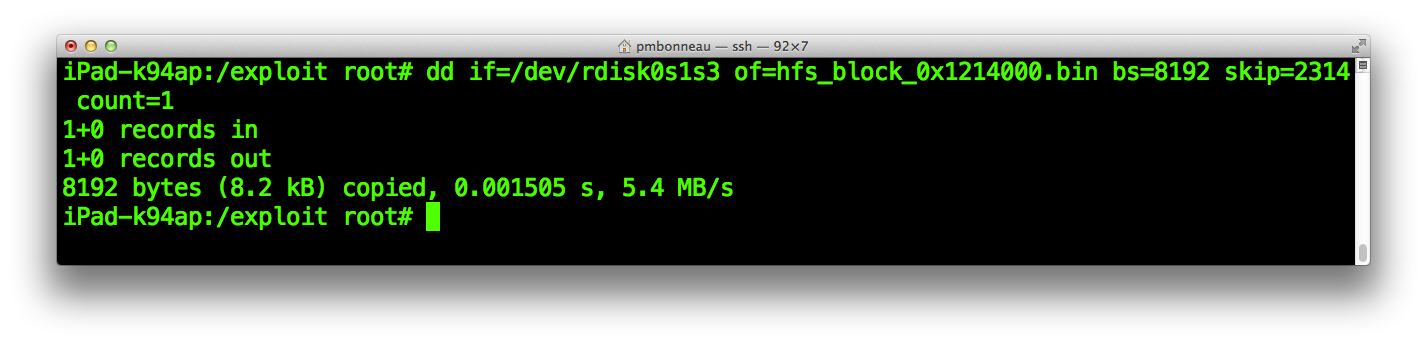 pmbonneau — ssh — 92×7
iPad-k94ap:/exploit root# dd if=/dev/rdisk0s1s3 of=hfs_block_0x1214000.bin bs=8192 skip=2314
 count=1
1+0 records in
1+0 records out
8192 bytes (8.2 kB) copied, 0.001505 s, 5.4 MB/s
iPad-k94ap:/exploit root#